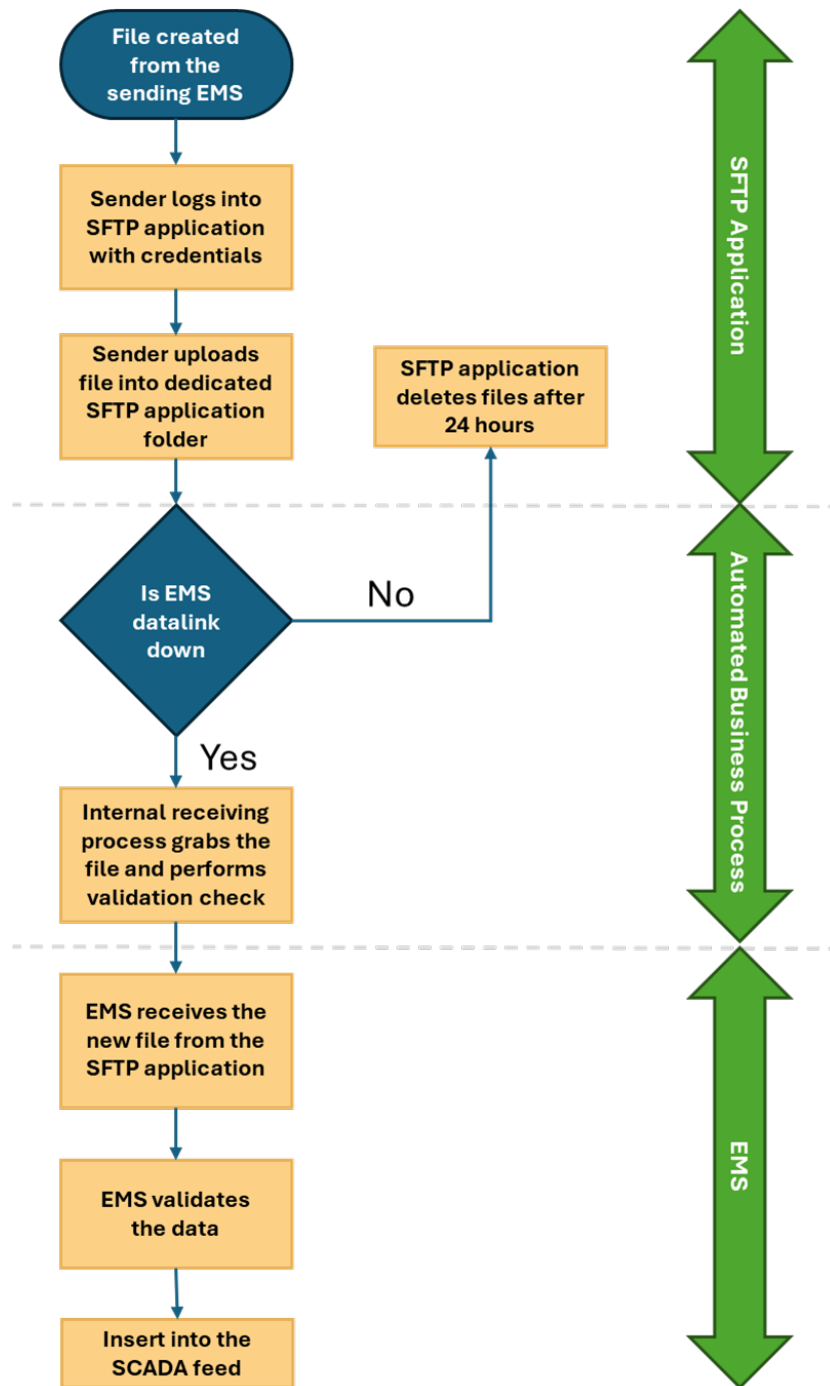 File created
from the
sending EMS
Sender logs into
SFTP application
with credentials
Sender uploads
file into dedicated
SFTP application
folder
SFTP application
deletes files after
24 hours
SFTP Application
Is EMS
datalink
down
No
Yes
Internal receiving
process grabs the
file and performs
validation check
Automated Business Process
EMS receives the
new file from the
SFTP application
EMS validates
the data
Insert into the
SCADA feed
EMS